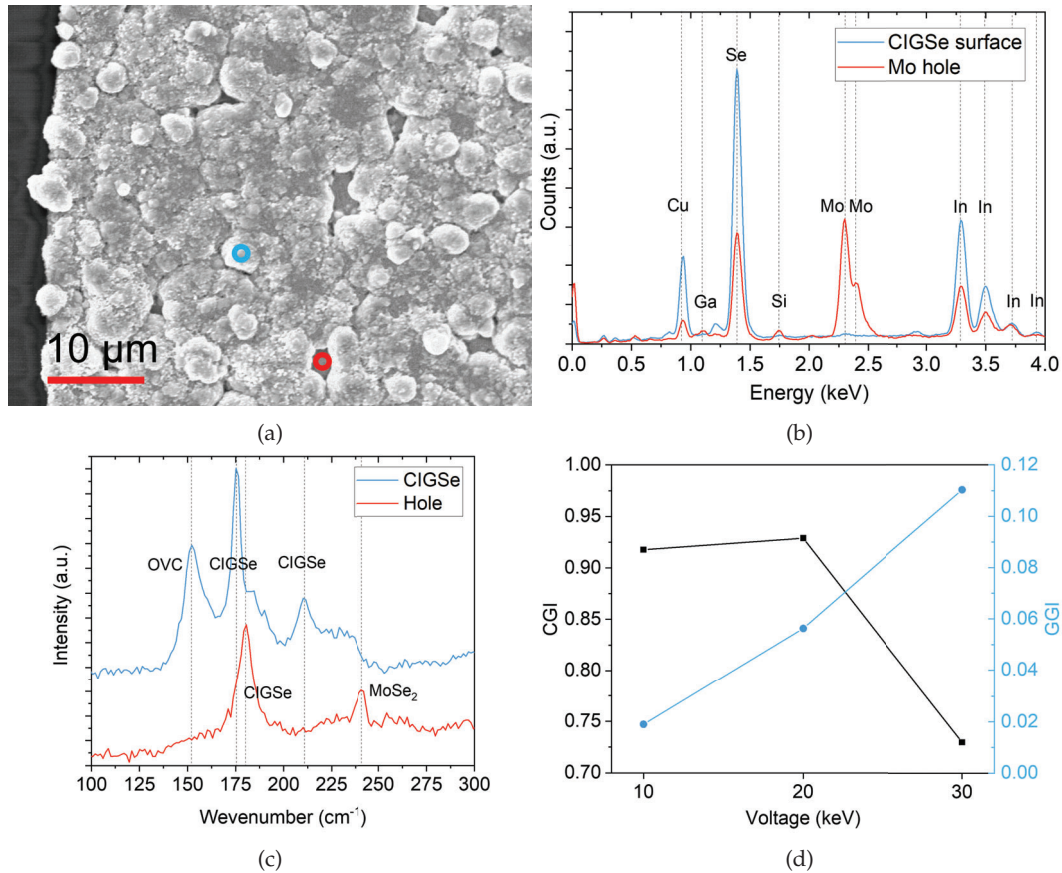 10 μm
(a)
CIGSe surface
Mo hole
Se
Cu
Ga
Si
Mo Mo
In In
In In
Counts (a.u.)
0.0 0.5 1.0 1.5 2.0 2.5 3.0 3.5 4.0
Energy (keV)
(b)
CIGSe
Hole
OVC
CIGSe
CIGSe
CIGSe
MoSe2
Intensity (a.u.)
100 125 150 175 200 225 250 275 300
Wevenumber (cm-1)
(c)
1.00
0.95
0.90
0.85
0.80
0.75
0.70
CGI
0.12
0.10
0.08
0.06
0.04
0.02
0.00
GGI
10 20 30
Voltage (keV)
(d)